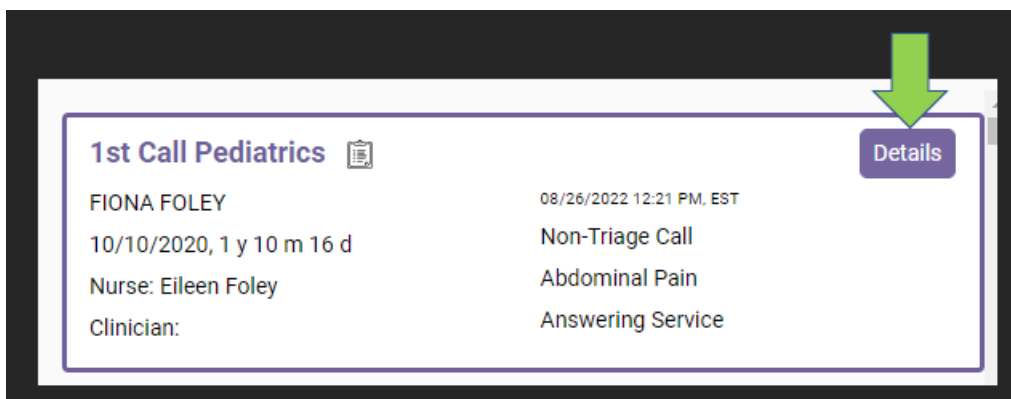 1st Call Pediatrics
Details
FIONA FOLEY
08/26/2022 12:21 PM, EST
10/10/2020, 1 y 10 m 16 d
Non-Triage Call
Nurse: Eileen Foley
Abdominal Pain
Clinician:
Answering Service